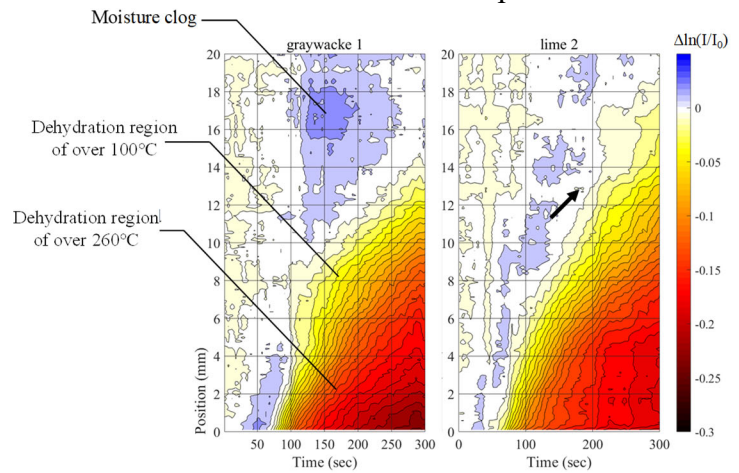 Moisture clog
graywacke 1
lime 2
Δln(I/I₀)
Dehydration region
of over 100°C
Dehydration region
of over 260°C
Position (mm)
20
18
16
14
12
10
8
6
4
2
0
50 100 150 200 250 300
Time (sec)
20
18
16
14
12
10
8
6
4
2
0
0 100 200 300
Time (sec)
0
-0.05
-0.1
-0.15
-0.2
-0.25
-0.3